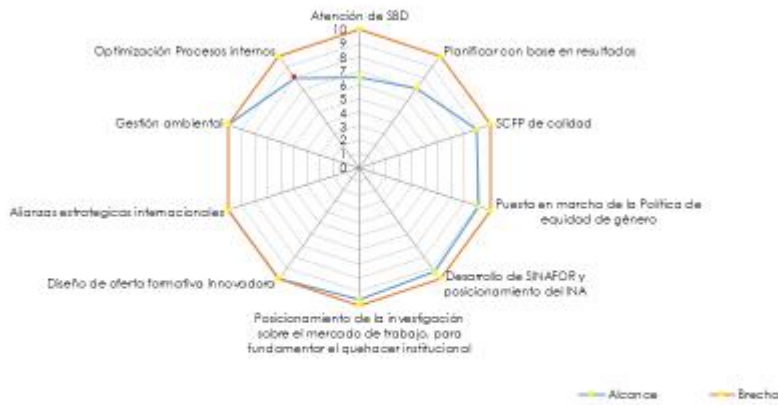 Atención de SBD
Optimización Procesos internos
Planificar con base en resultados
Gestión ambiental
SCFP de calidad
Alianzas estrategicas internacionales
Puesta en marcha de la Política de
equidad de género
Diseño de oferta formativa Innovadora
Desarrollo de SINAFOR y
posicionamiento del INA
Posicionamiento de la investigación
sobre el mercado de trabajo, para
fundamentar el quehacer institucional
10
9
8
7
6
5
4
3
2
1
0
Alcance
Brecha